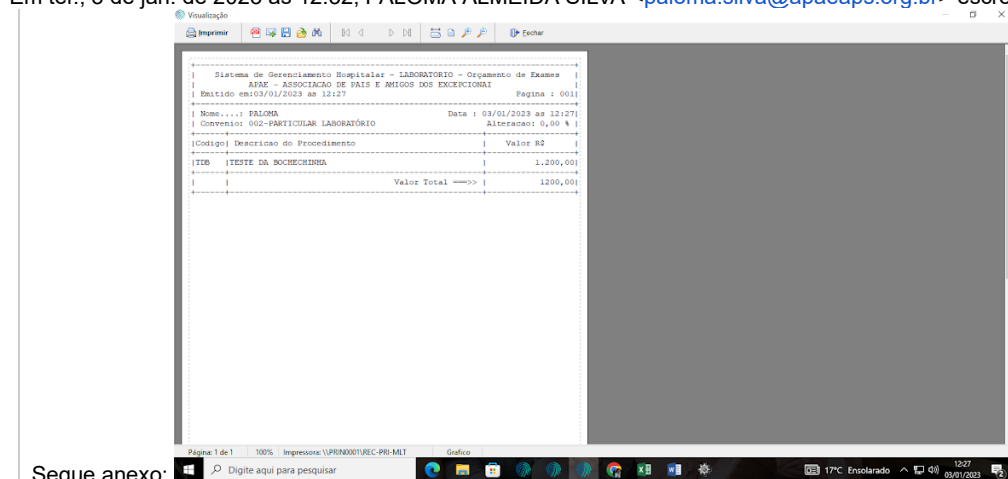 Em ter., 3 de jan. de 2023 às 12:02, PALOMA ALMEIDA SILVA <paloma.silva@apaeaps.org.br> escre
Visualização
Imprimir Fechar
Sistema de Gerenciamento Hospitalar - LABORATORIO - Orçamento de Exames
APAE - ASSOCIACAO DE PAIS E AMIGOS DOS EXCEPCIONAI
Emitido em:03/01/2023 as 12:27 Pagina : 001
Nome....: PALOMA Data : 03/01/2023 as 12:27
Convenio: 002-PARTICULAR LABORATÓRIO Alteracao: 0,00 %
Codigo| Descricao do Procedimento | Valor R$
TDB |TESTE DA BOCHECHINHA | 1.200,00
Valor Total ===>> | 1200,00
Página: 1 de 1 100% Impressora: \\PRIN0001\REC-PRI-MLT Grafico
Segue anexo:
Digite aqui para pesquisar
17°C Ensolarado
12:27
03/01/2023